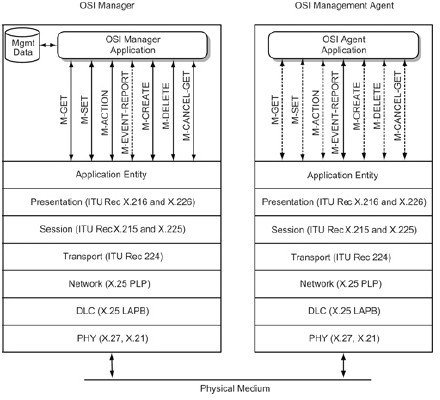 OSI Manager
Mgmt
Data
OSI Manager
Application
M-GET
M-SET
M-ACTION
M-EVENT-REPORT
M-CREATE
M-DELETE
M-CANCEL-GET
Application Entity
Presentation (ITU Rec X.216 and X.226)
Session (ITU Rec X.215 and X.225)
Transport (ITU Rec 224)
Network (X.25 PLP)
DLC (X.25 LAPB)
PHY (X.27, X.21)
OSI Management Agent
OSI Agent
Application
M-GET
M-SET
M-ACTION
M-EVENT-REPORT
M-CREATE
M-DELETE
M-CANCEL-GET
Application Entity
Presentation (ITU Rec X.216 and X.226)
Session (ITU Rec X.215 and X.225)
Transport (ITU Rec 224)
Network (X.25 PLP)
DLC (X.25 LAPB)
PHY (X.27, X.21)
Physical Medium